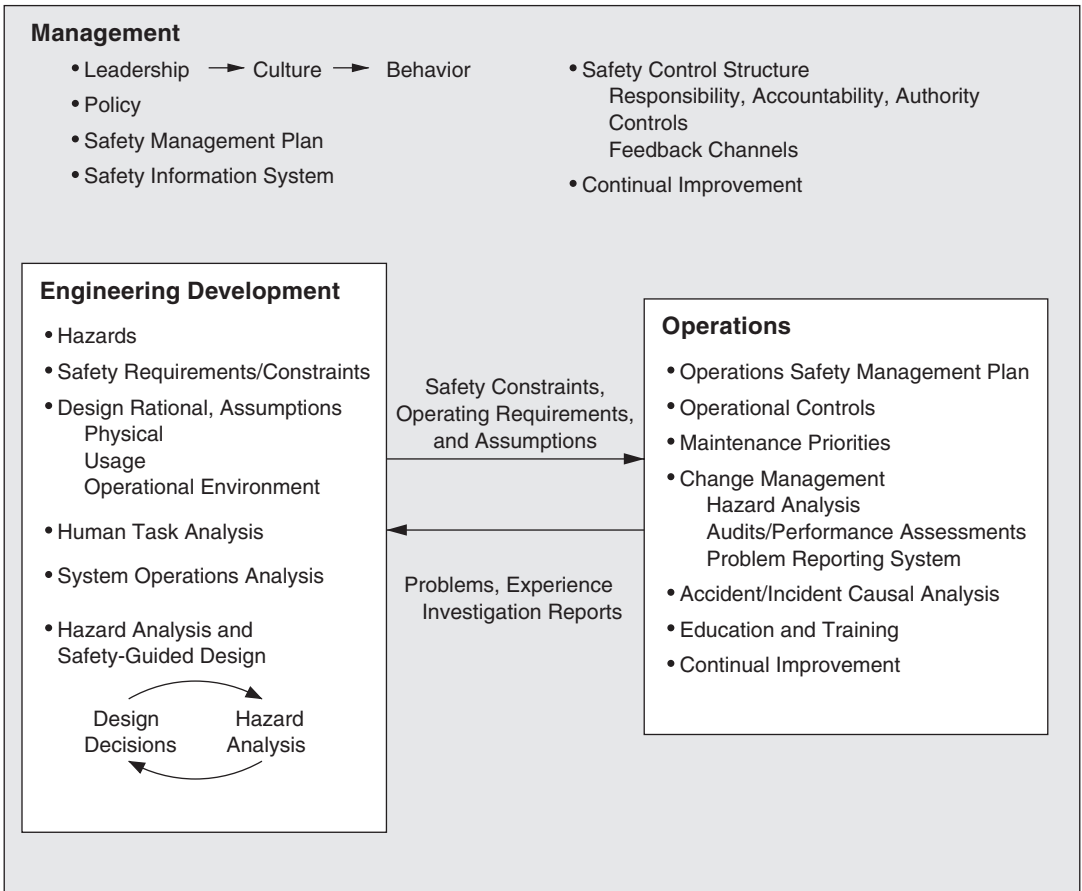 Management
• Leadership → Culture → Behavior
• Policy
• Safety Management Plan
• Safety Information System
• Safety Control Structure
Responsibility, Accountability, Authority
Controls
Feedback Channels
• Continual Improvement
Engineering Development
• Hazards
• Safety Requirements/Constraints
• Design Rational, Assumptions
Physical
Usage
Operational Environment
• Human Task Analysis
• System Operations Analysis
• Hazard Analysis and
Safety-Guided Design
Design
Decisions
Hazard
Analysis
Safety Constraints,
Operating Requirements,
and Assumptions
Problems, Experience
Investigation Reports
Operations
• Operations Safety Management Plan
• Operational Controls
• Maintenance Priorities
• Change Management
Hazard Analysis
Audits/Performance Assessments
Problem Reporting System
• Accident/Incident Causal Analysis
• Education and Training
• Continual Improvement